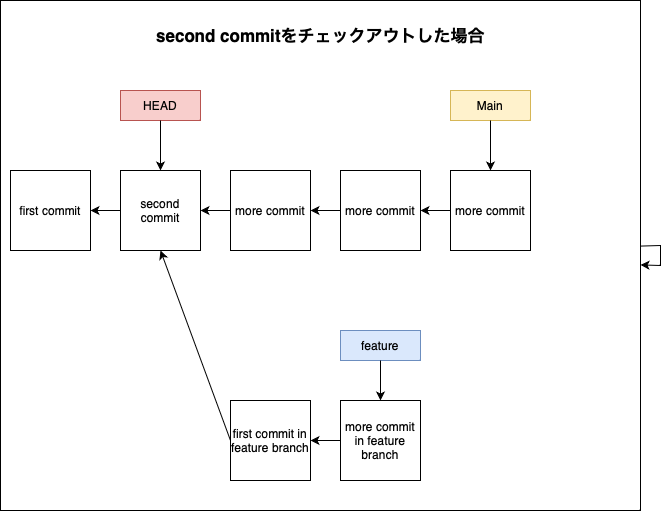 second commitをチェックアウトした場合
HEAD
Main
first commit
second
commit
more commit
more commit
more commit
feature
first commit in
feature branch
more commit
in feature
branch